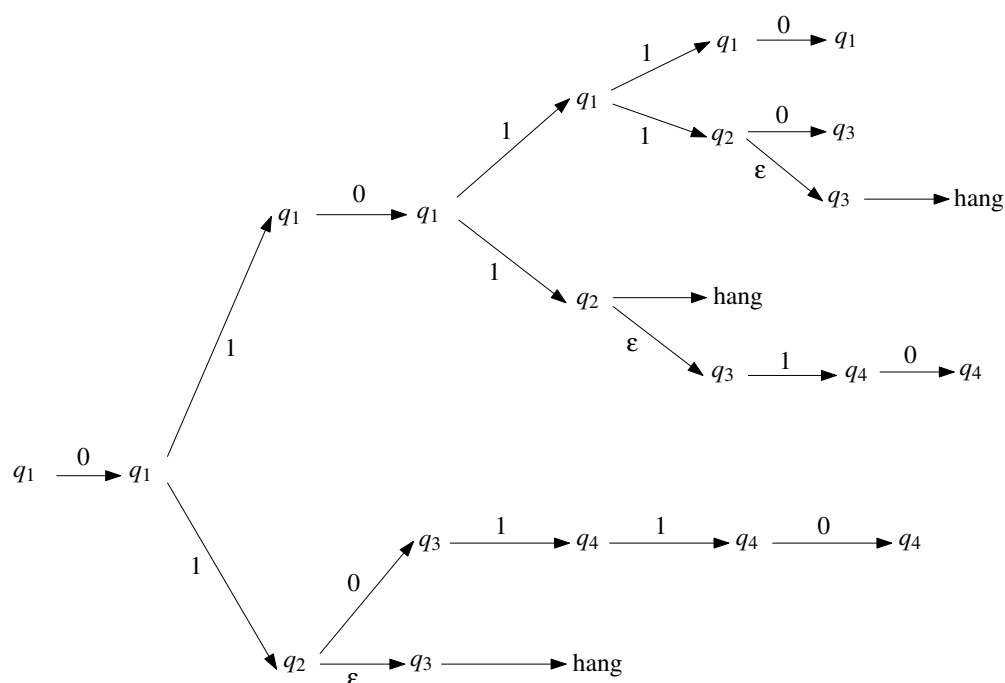 q1 0 q1
1 q1 0 q1
1 q1 1 q1 0 q1
1 q2 0 q3
ε q3 hang
1 q2 hang
ε q3 1 q4 0 q4
1 q2 0 q3 1 q4 1 q4 0 q4
ε q3 hang